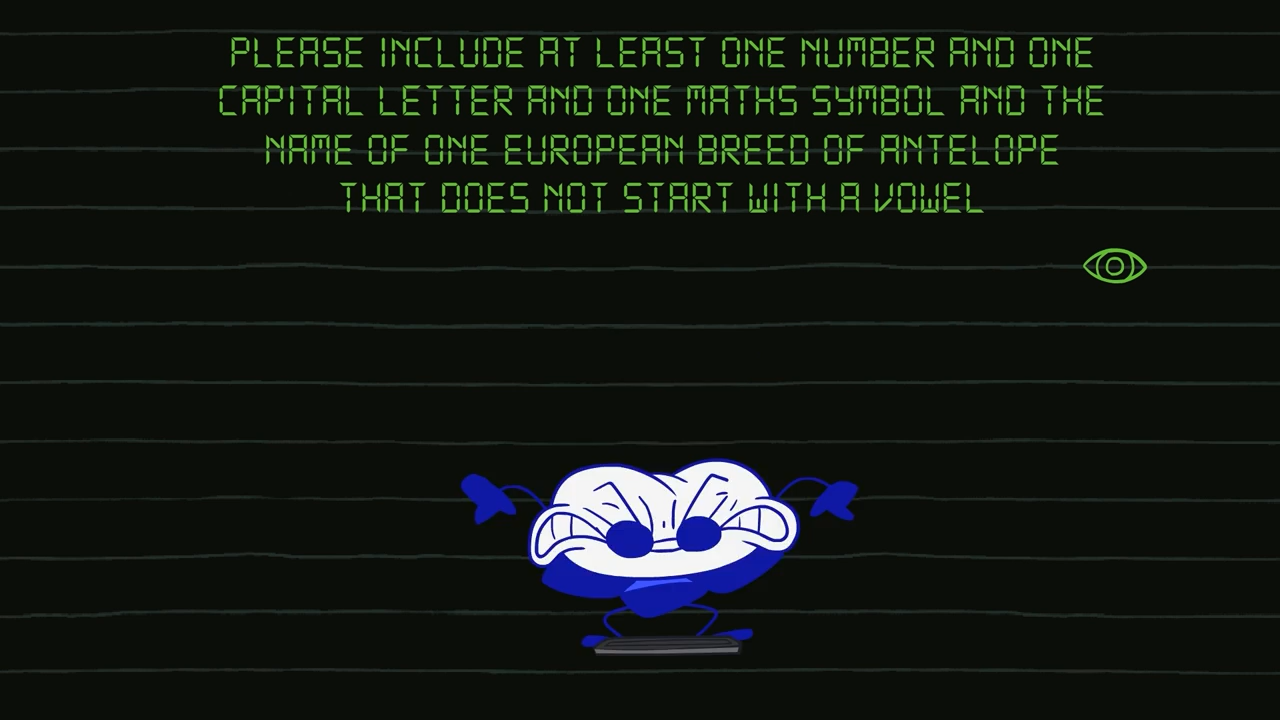 PLEASE INCLUDE AT LEAST ONE NUMBER AND ONE
CAPITAL LETTER AND ONE MATHS SYMBOL AND THE
NAME OF ONE EUROPEAN BREED OF ANTELOPE
THAT DOES NOT START WITH A VOWEL